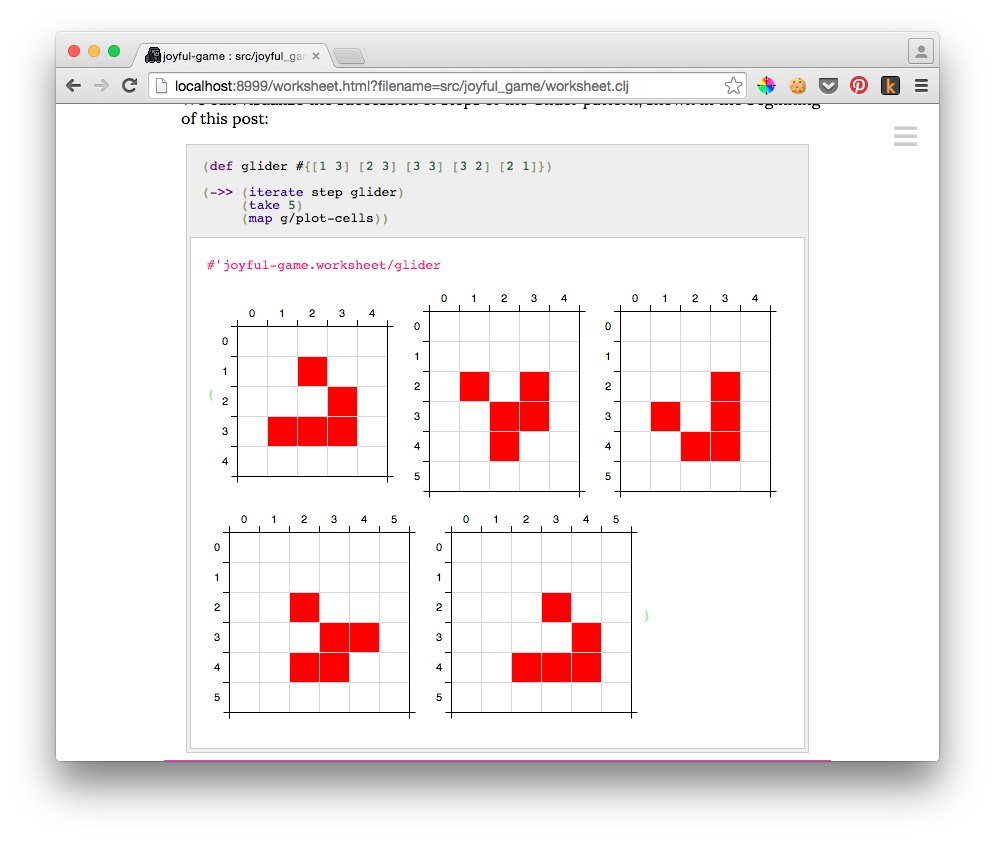 joyful-game : src/joyful_ga
localhost:8999/worksheet.html?filename=src/joyful_game/worksheet.clj
of this post:
(def glider #{[1 3] [2 3] [3 3] [3 2] [2 1]})
(->> (iterate step glider)
(take 5)
(map g/plot-cells))
#'joyful-game.worksheet/glider
(
0 1 2 3 4
0
1
2
3
4
0 1 2 3 4
0
1
2
3
4
5
0 1 2 3 4
0
1
2
3
4
5
0 1 2 3 4 5
0
1
2
3
4
5
0 1 2 3 4 5
0
1
2
3
4
5
)